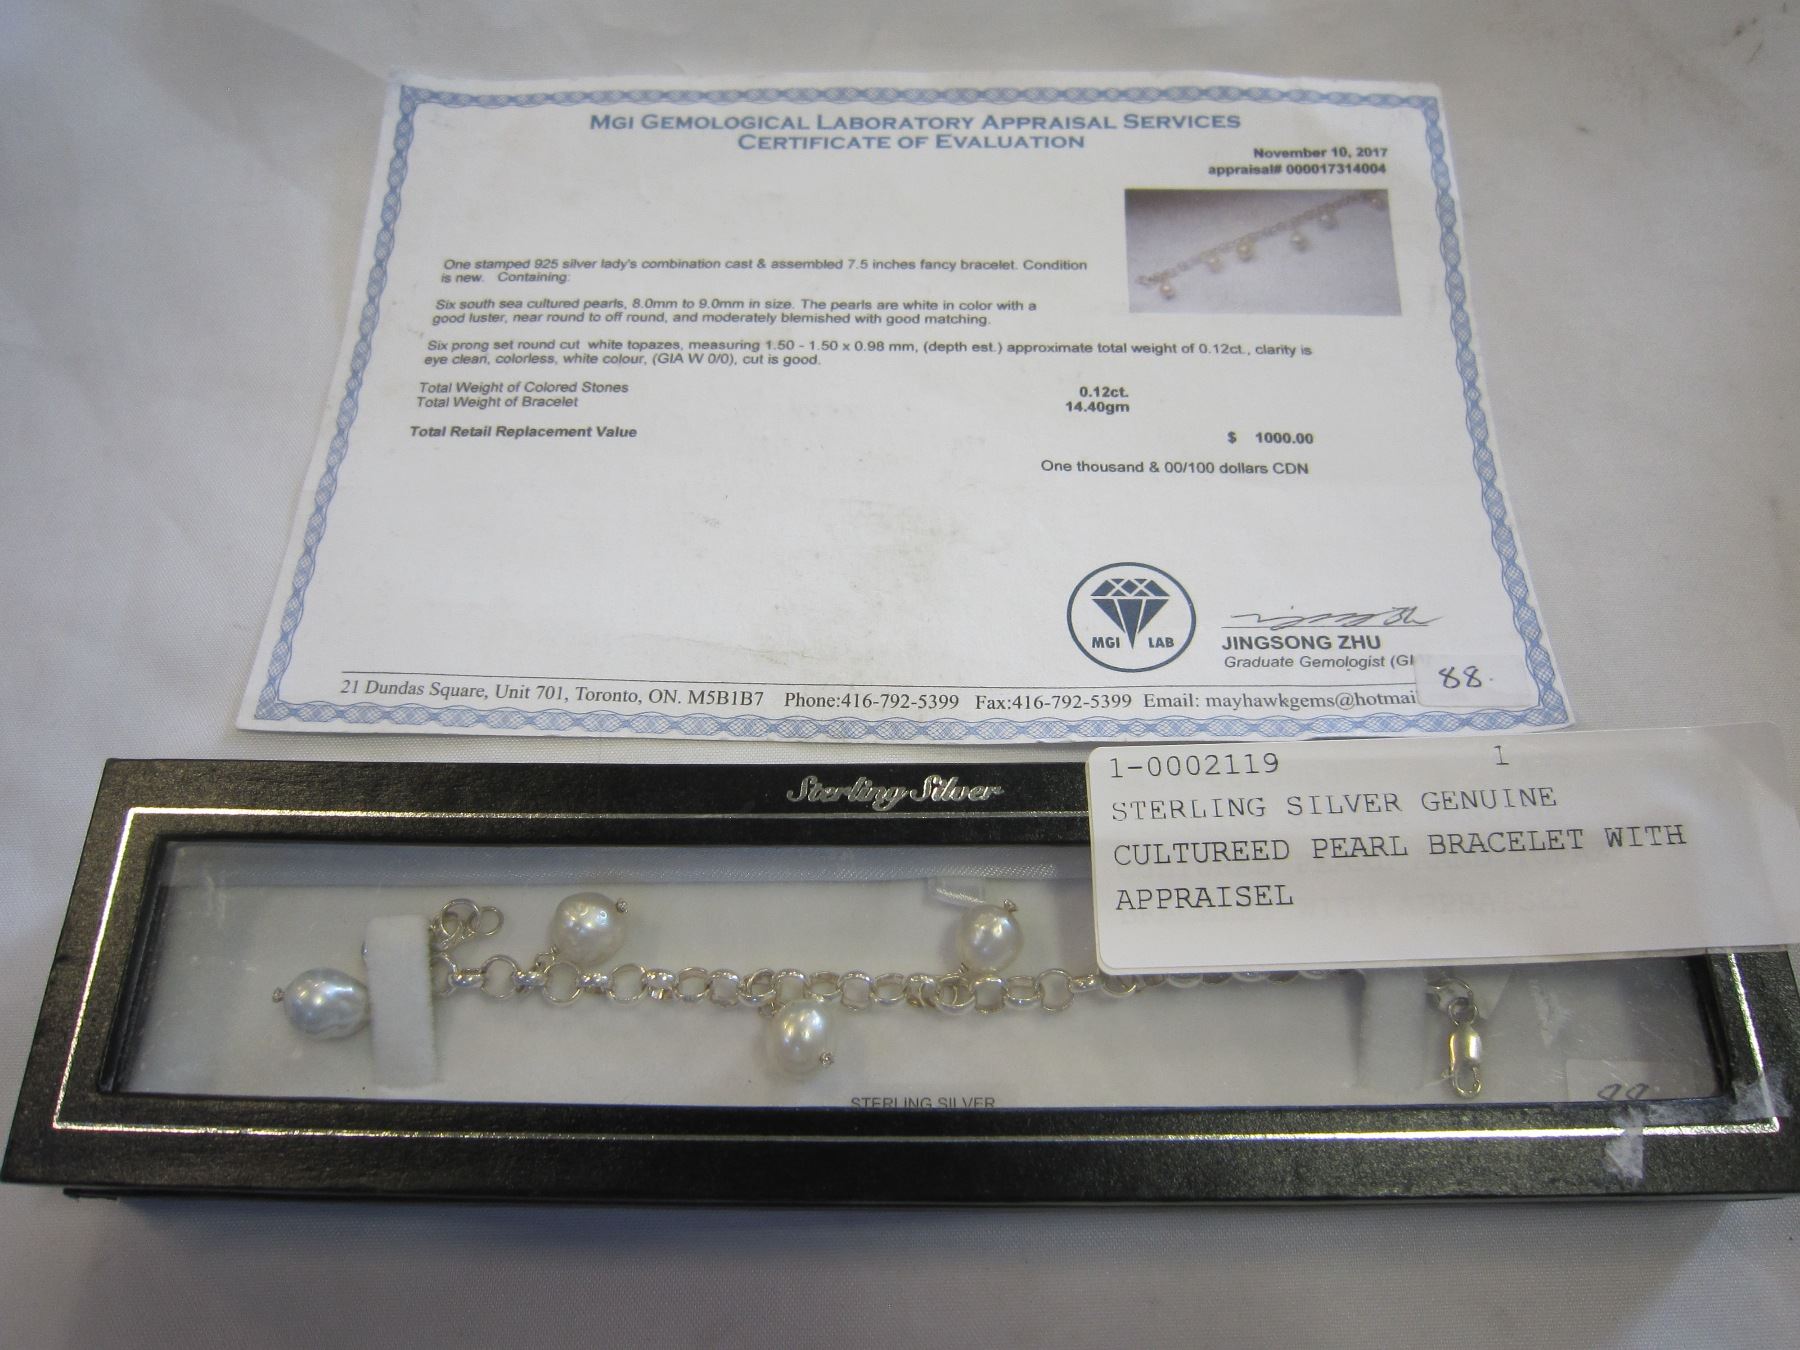 MGI GEMOLOGICAL LABORATORY APPRAISAL SERVICES
CERTIFICATE OF EVALUATION
November 10, 2017
appraisal# 000017314004
One stamped 925 silver lady's combination cast & assembled 7.5 inches fancy bracelet. Condition
is new. Containing:
Six south sea cultured pearls, 8.0mm to 9.0mm in size. The pearls are white in color with a
good luster, near round to off round, and moderately blemished with good matching.
Six prong set round cut white topazes, measuring 1.50 - 1.50 x 0.98 mm, (depth est.) approximate total weight of 0.12ct., clarity is
eye clean, colorless, white colour, (GIA W 0/0), cut is good.
Total Weight of Colored Stones 0.12ct.
Total Weight of Bracelet 14.40gm
Total Retail Replacement Value $ 1000.00
One thousand & 00/100 dollars CDN
MGI LAB
JINGSONG ZHU
Graduate Gemologist (GI
88.
21 Dundas Square, Unit 701, Toronto, ON. M5B1B7 Phone:416-792-5399 Fax:416-792-5399 Email: mayhawkgems@hotmai
Sterling Silver
1-0002119 1
STERLING SILVER GENUINE
CULTUREED PEARL BRACELET WITH
APPRAISEL
STERLING SILVER
88